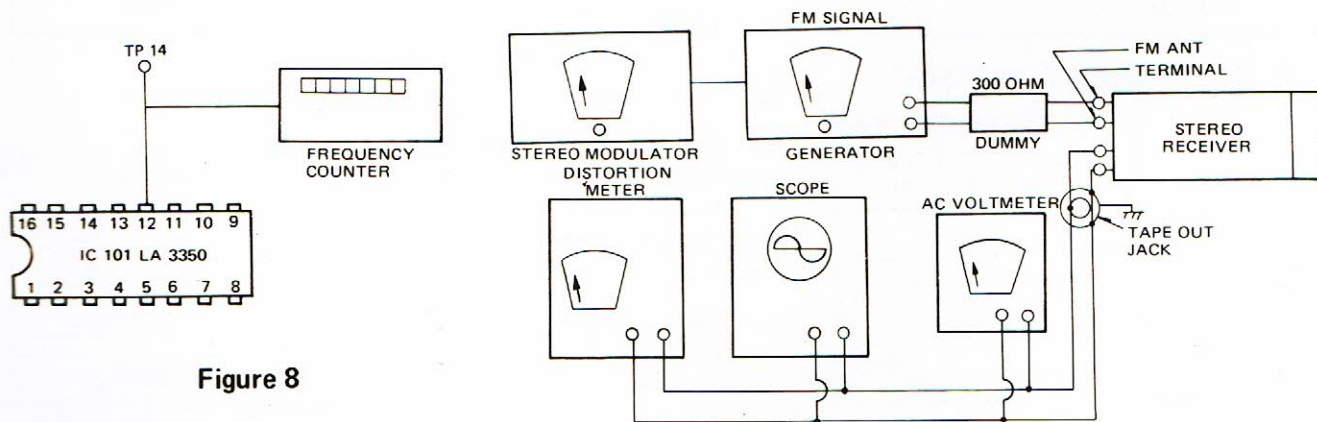 TP 14
FREQUENCY
COUNTER
16 15 14 13 12 11 10 9
IC 101 LA 3350
1 2 3 4 5 6 7 8
Figure 8
STEREO MODULATOR
FM SIGNAL
GENERATOR
300 OHM
DUMMY
FM ANT
TERMINAL
STEREO
RECEIVER
DISTORTION
METER
SCOPE
AC VOLTMETER
TAPE OUT
JACK